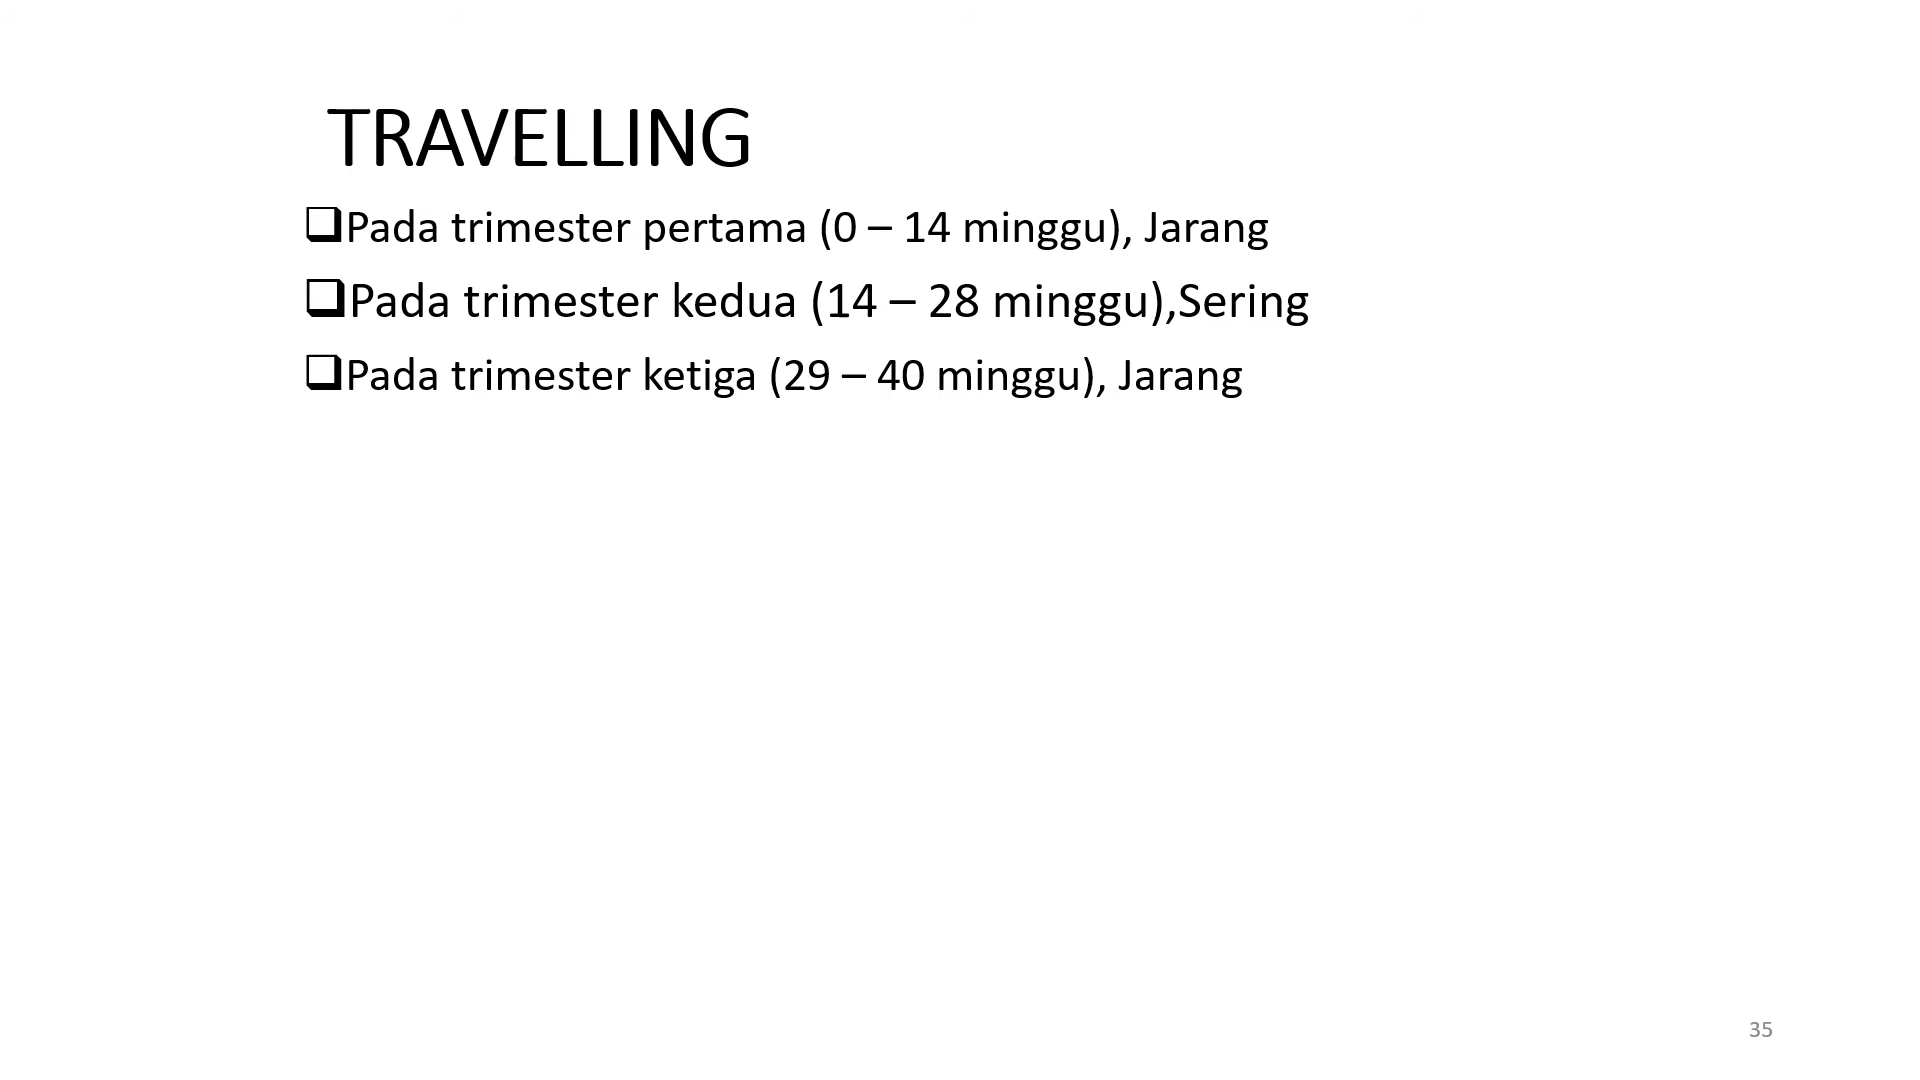 TRAVELLING
❑Pada trimester pertama (0 – 14 minggu), Jarang
❑Pada trimester kedua (14 – 28 minggu),Sering
❑Pada trimester ketiga (29 – 40 minggu), Jarang
35